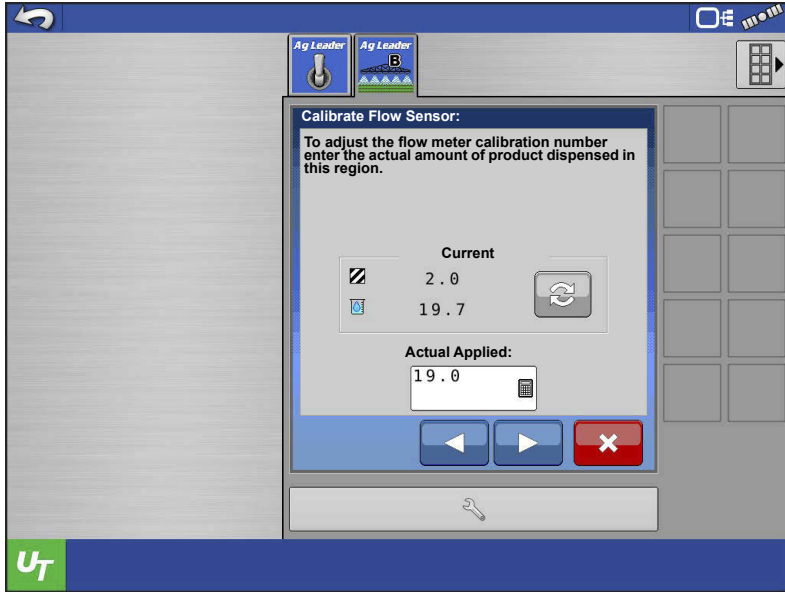 Ag Leader
Ag Leader
B
Calibrate Flow Sensor:
To adjust the flow meter calibration number
enter the actual amount of product dispensed in
this region.
Current
2.0
19.7
Actual Applied:
19.0
UT